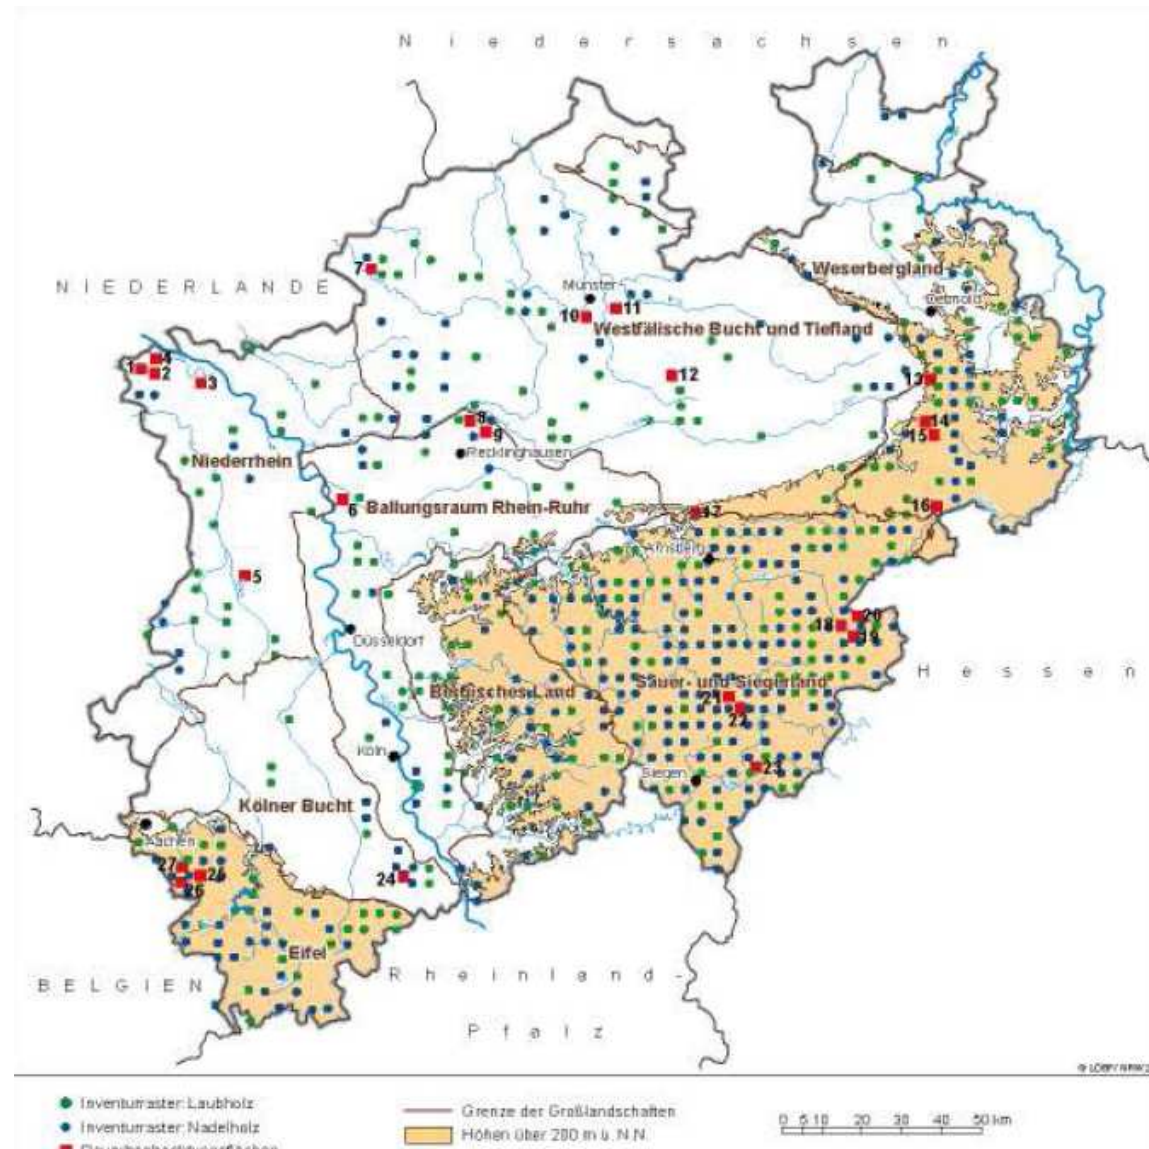 N i e d e r s a c h s e n
NIEDERLANDE
7
Münster
10
11
Weserbergland
Detmold
Westfälische Bucht und Tiefland
1
4
2
3
12
13
8
9
14
15
Recklinghausen
Niederrhein
6
Ballungsraum Rhein-Ruhr
16
17
Arnsberg
5
Düsseldorf
18
20
19
H e s s e n
Bergisches Land
Sauer- und Siegerland
21
22
Köln
Siegen
23
Kölner Bucht
Aachen
27
25
26
24
Eifel
BELGIEN
R h e i n l a n d -
P f a l z
Inventurraster: Laubholz
Inventurraster: Nadelholz
Grenze der Großlandschaften
Höhen über 200 m ü. N.N.
0 5 10 20 30 40 50 km